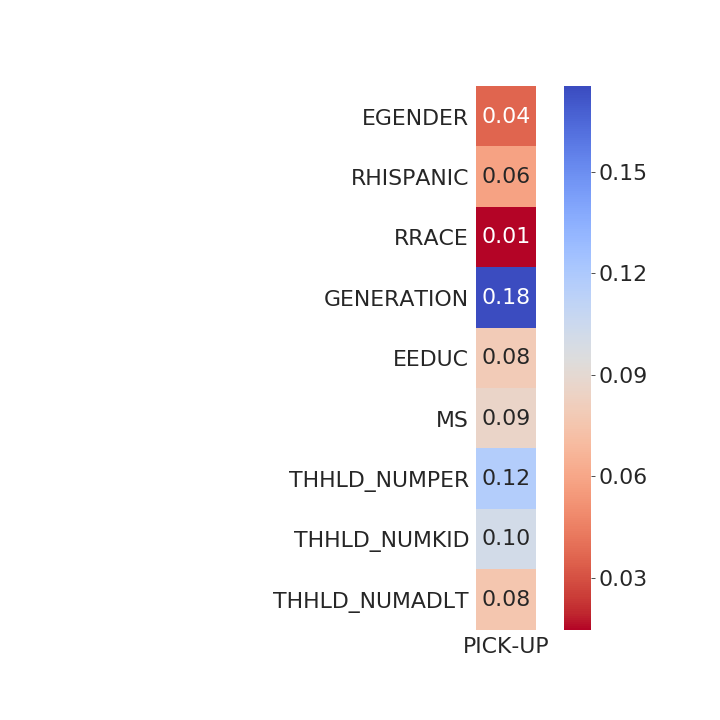 EGENDER 0.04
RHISPANIC 0.06
RRACE 0.01
GENERATION 0.18
EEDUC 0.08
MS 0.09
THHLD_NUMPER 0.12
THHLD_NUMKID 0.10
THHLD_NUMADLT 0.08
PICK-UP
0.15
0.12
0.09
0.06
0.03